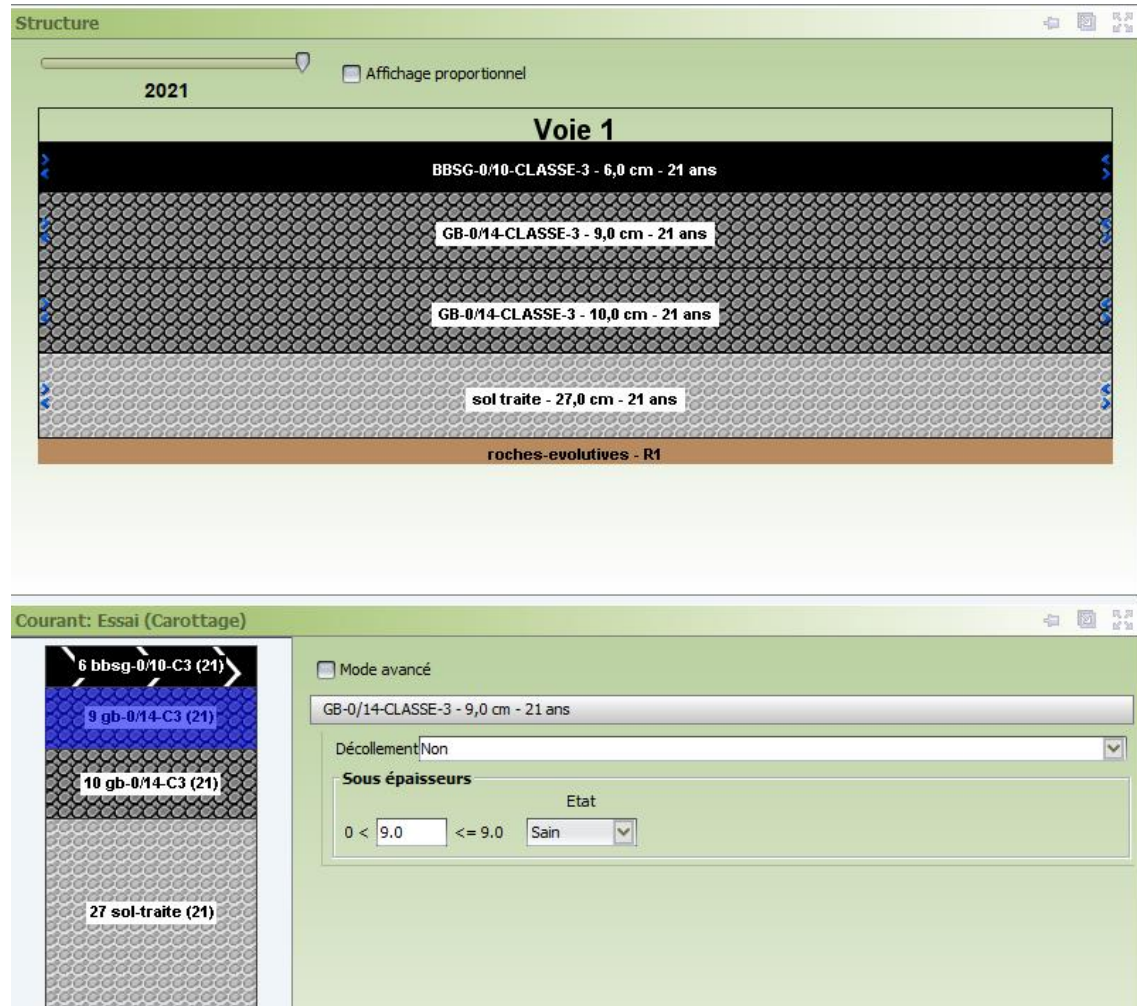 Structure
Affichage proportionnel
2021
Voie 1
BBSG-0/10-CLASSE-3 - 6,0 cm - 21 ans
GB-0/14-CLASSE-3 - 9,0 cm - 21 ans
GB-0/14-CLASSE-3 - 10,0 cm - 21 ans
sol traite - 27,0 cm - 21 ans
roches-evolutives - R1
Courant: Essai (Carottage)
6 bbsg-0/10-C3 (21)
9 gb-0/14-C3 (21)
10 gb-0/14-C3 (21)
27 sol-traite (21)
Mode avancé
GB-0/14-CLASSE-3 - 9,0 cm - 21 ans
Décollement Non
Sous épaisseurs
Etat
0 < 9.0 <= 9.0 Sain